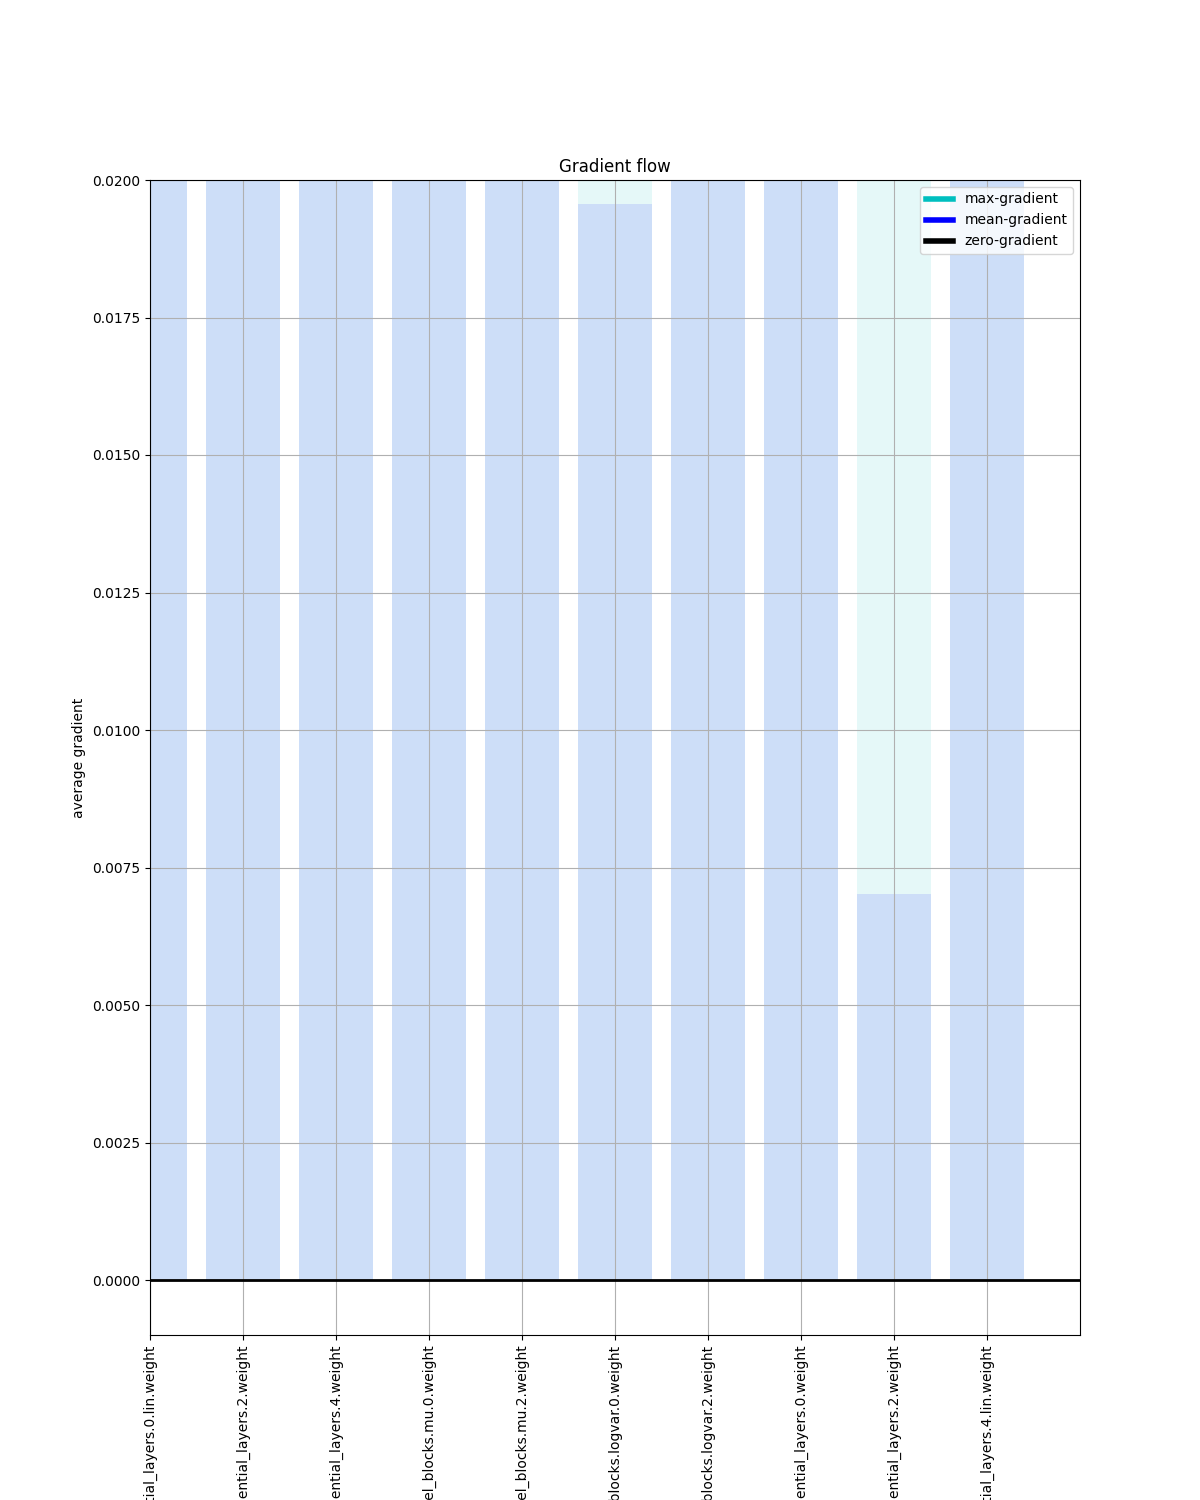 Gradient flow
max-gradient
mean-gradient
zero-gradient
0.0200
0.0175
0.0150
0.0125
0.0100
0.0075
0.0050
0.0025
0.0000
average gradient
tial_layers.0.lin.weight
ential_layers.2.weight
ential_layers.4.weight
el_blocks.mu.0.weight
el_blocks.mu.2.weight
blocks.logvar.0.weight
blocks.logvar.2.weight
ential_layers.0.weight
ential_layers.2.weight
tial_layers.4.lin.weight